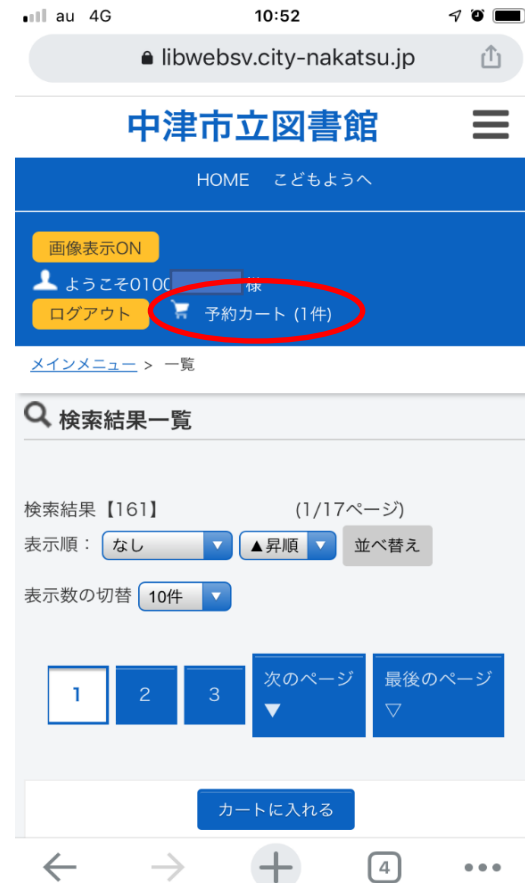 au 4G 10:52
libwebsv.city-nakatsu.jp
中津市立図書館
HOME こどもようへ
画像表示ON
ようこそ0100 様
ログアウト 予約カート (1件)
メインメニュー > 一覧
検索結果一覧
検索結果【161】 (1/17ページ)
表示順： なし ▲昇順 並べ替え
表示数の切替 10件
1 2 3 次のページ 最後のページ
▼ ▽
カートに入れる
4